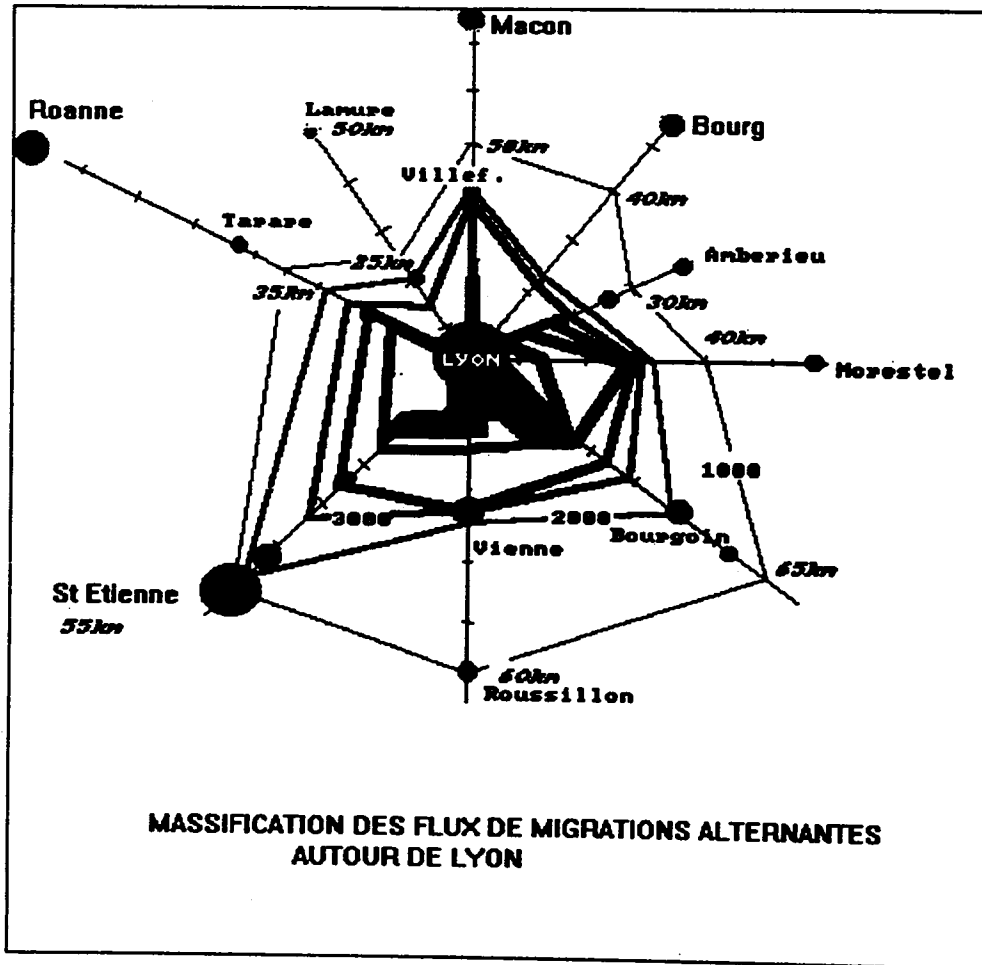 Macon
Roanne
Lamure
50km
Bourg
50km
Villef.
40km
Tarare
Amberieu
25km
35km
30km
40km
LYON
Morestel
1000
3000
2000
Bourgoin
Vienne
65km
St Etienne
55km
60km
Roussillon
MASSIFICATION DES FLUX DE MIGRATIONS ALTERNANTES
AUTOUR DE LYON